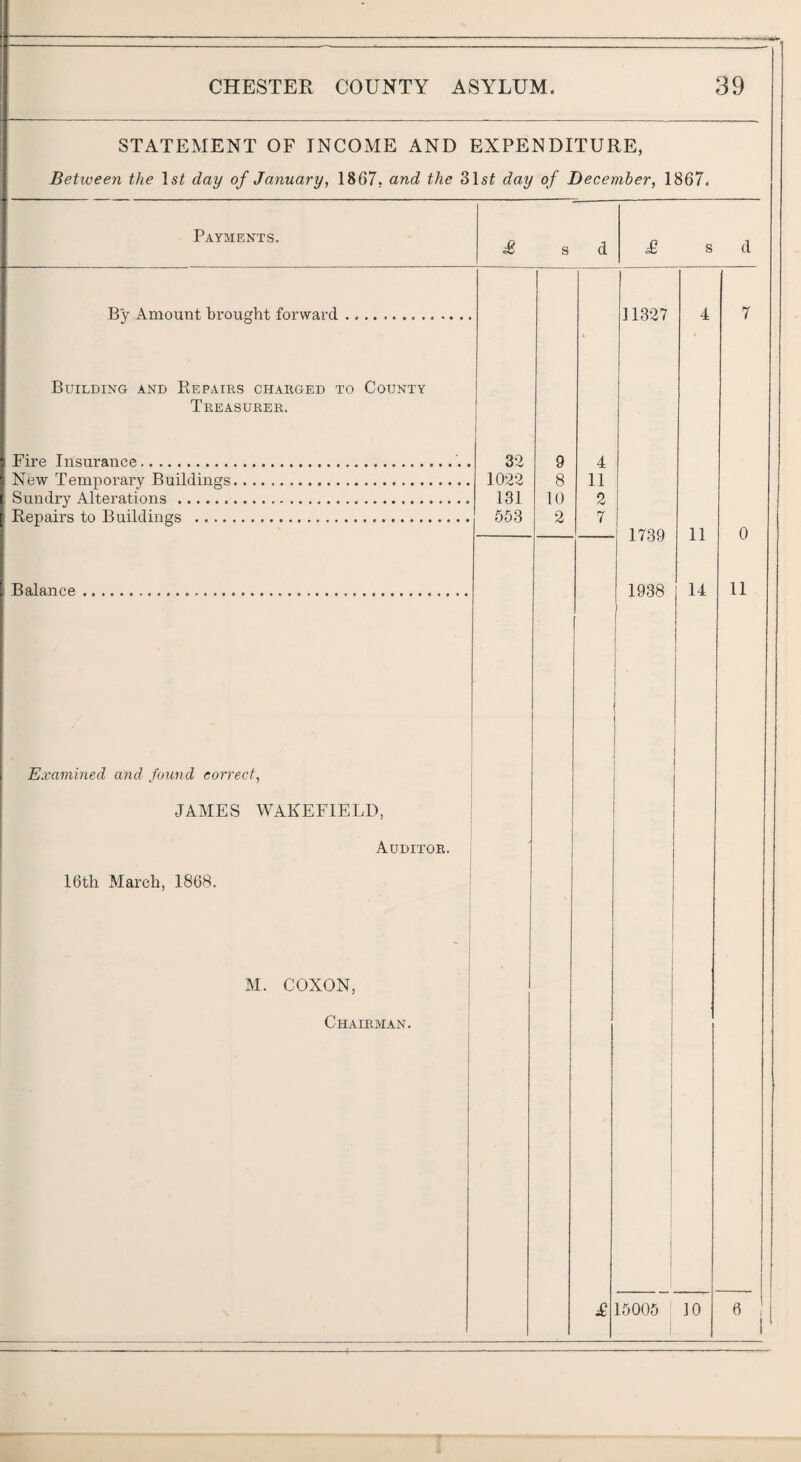 CHESTER COUNTY ASYLUM. 39
STATEMENT OF INCOME AND EXPENDITURE,
Between the 1st day of January, 1867, and the 31st day of December, 1867.
Payments. £ s d £ s d
By Amount brought forward .............. 11327 4 7
Building and Repairs charged to County
Treasurer.
Fire Insurance.......................................... 32 9 4
New Temporary Buildings.............................. 1022 8 11
Sundry Alterations ..................................... 131 10 2
Repairs to Buildings ................................... 553 2 7
1739 11 0
Balance................................................ 1938 14 11
Examined and found correct,
JAMES WAKEFIELD,
Auditor.
16th March, 1868.
M. COXON,
Chairman.
£ 15005 10 6